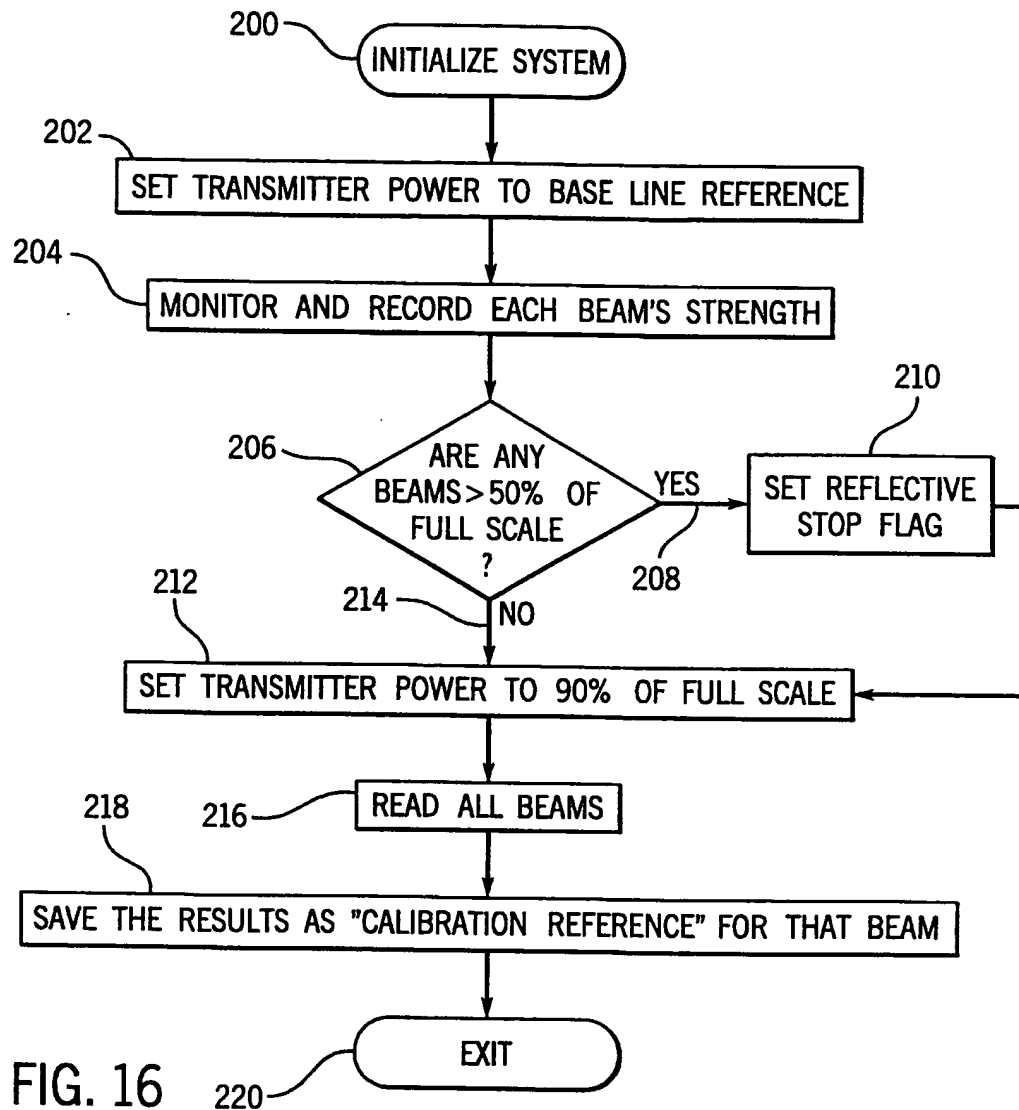 200
INITIALIZE SYSTEM
202
SET TRANSMITTER POWER TO BASE LINE REFERENCE
204
MONITOR AND RECORD EACH BEAM'S STRENGTH
206
ARE ANY
BEAMS > 50% OF
FULL SCALE
?
YES
208
210
SET REFLECTIVE
STOP FLAG
214
NO
212
SET TRANSMITTER POWER TO 90% OF FULL SCALE
216
READ ALL BEAMS
218
SAVE THE RESULTS AS "CALIBRATION REFERENCE" FOR THAT BEAM
EXIT
220
FIG. 16